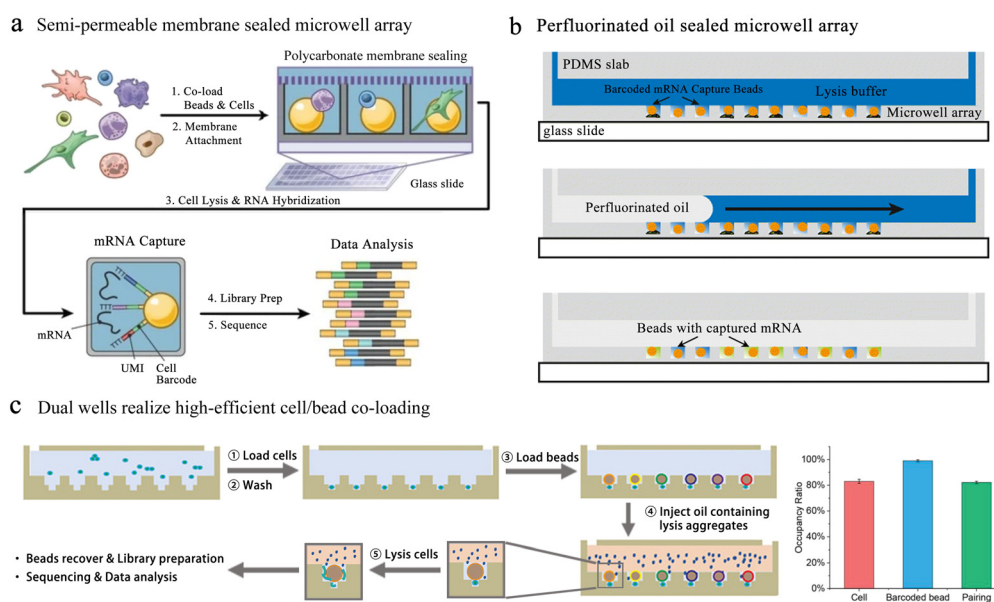 a Semi-permeable membrane sealed microwell array
Polycarbonate membrane sealing
1. Co-load
Beads & Cells
2. Membrane
Attachment
Glass slide
3. Cell Lysis & RNA Hybridization
mRNA Capture
TTT
TTT
TTT
mRNA
UMI
Cell
Barcode
4. Library Prep
5. Sequence
Data Analysis
b Perfluorinated oil sealed microwell array
PDMS slab
Barcoded mRNA Capture Beads
Lysis buffer
Microwell array
glass slide
Perfluorinated oil
Beads with captured mRNA
c Dual wells realize high-efficient cell/bead co-loading
① Load cells
② Wash
③ Load beads
④ Inject oil containing
lysis aggregates
⑤ Lysis cells
• Beads recover & Library preparation
• Sequencing & Data analysis
Occupancy Ratio
100%
80%
60%
40%
20%
0%
Cell
Barcoded bead
Pairing